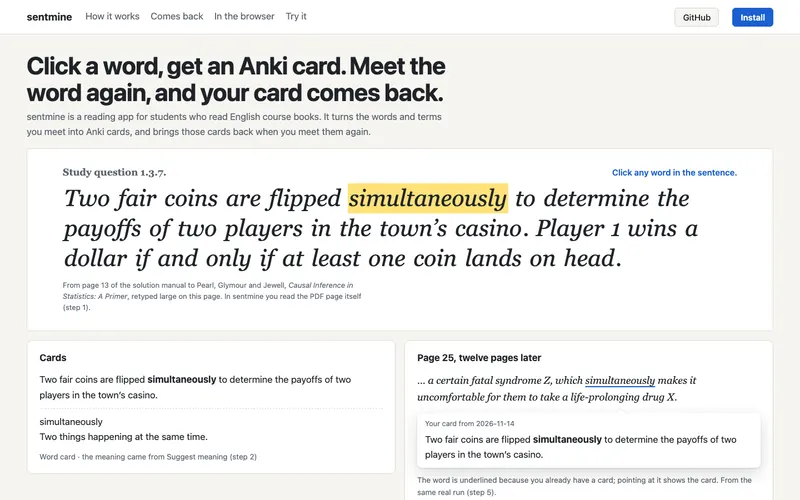 sentmine How it works Comes back In the browser Try it GitHub Install
Click a word, get an Anki card. Meet the
word again, and your card comes back.
sentmine is a reading app for students who read English course books. It turns the words and terms
you meet into Anki cards, and brings those cards back when you meet them again.
Study question 1.3.7. Click any word in the sentence.
Two fair coins are flipped simultaneously to determine the
payoffs of two players in the town’s casino. Player 1 wins a
dollar if and only if at least one coin lands on head.
From page 13 of the solution manual to Pearl, Glymour and Jewell, Causal Inference in
Statistics: A Primer, retyped large on this page. In sentmine you read the PDF page itself
(step 1).
Cards
Two fair coins are flipped simultaneously to determine the payoffs of two
players in the town’s casino.
simultaneously
Two things happening at the same time.
Word card · the meaning came from Suggest meaning (step 2)
Page 25, twelve pages later
... a certain fatal syndrome Z, which simultaneously makes it
uncomfortable for them to take a life-prolonging drug X.
Your card from 2026-11-14
Two fair coins are flipped simultaneously to determine the payoffs of two
players in the town’s casino.
The word is underlined because you already have a card; pointing at it shows the card. From the
same real run (step 5).